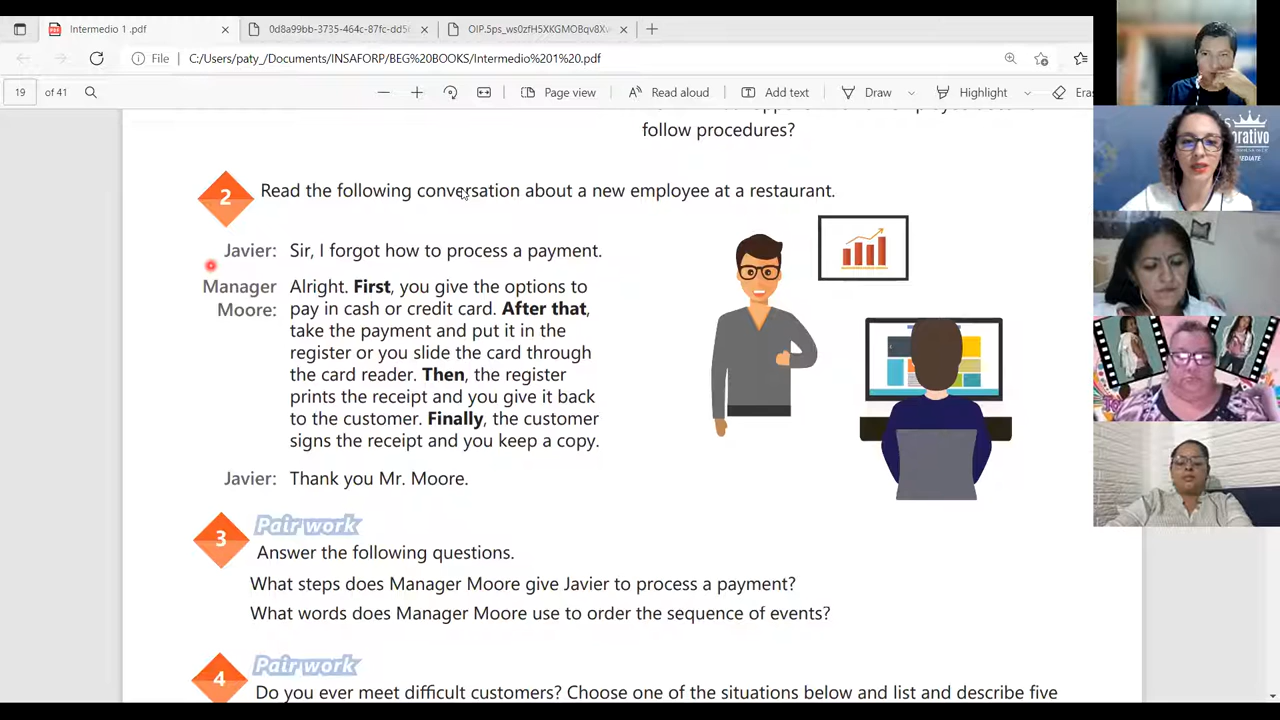 Intermedio 1 .pdf
0d8a99bb-3735-464c-87fc-dd5
OIP.5ps_ws0zfH5XKGMOBqv8X
File
C:/Users/paty_/Documents/INSAFORP/BEG%20BOOKS/Intermedio%201%20.pdf
19 of 41
Page view
Read aloud
Add text
Draw
Highlight
Eras
follow procedures?
2 Read the following conversation about a new employee at a restaurant.
Javier: Sir, I forgot how to process a payment.
Manager Alright. First, you give the options to
Moore: pay in cash or credit card. After that,
take the payment and put it in the
register or you slide the card through
the card reader. Then, the register
prints the receipt and you give it back
to the customer. Finally, the customer
signs the receipt and you keep a copy.
Javier: Thank you Mr. Moore.
3 Pair work
Answer the following questions.
What steps does Manager Moore give Javier to process a payment?
What words does Manager Moore use to order the sequence of events?
4 Pair work
Do you ever meet difficult customers? Choose one of the situations below and list and describe five
orativo
MEDIATE